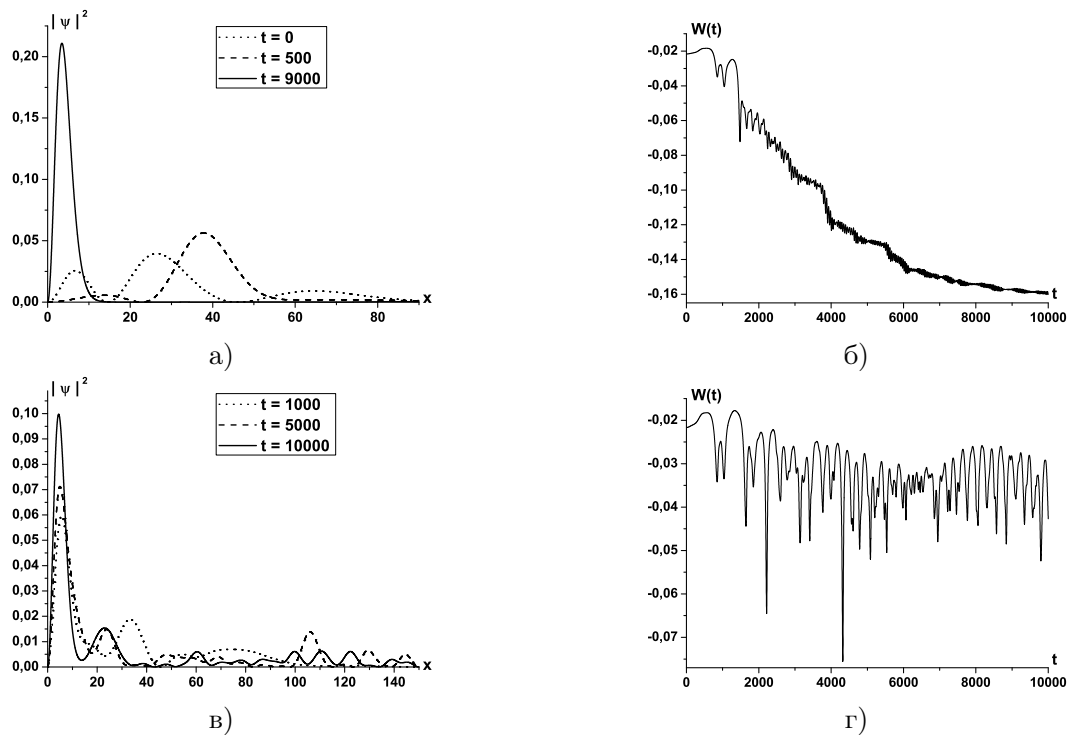 |ψ|²
0,20
0,15
0,10
0,05
0,00
0 20 40 60 80
x
t = 0
t = 500
t = 9000
а)
W(t)
-0,02
-0,04
-0,06
-0,08
-0,10
-0,12
-0,14
-0,16
0 2000 4000 6000 8000 10000
t
б)
|ψ|²
0,10
0,09
0,08
0,07
0,06
0,05
0,04
0,03
0,02
0,01
0,00
0 20 40 60 80 100 120 140
x
t = 1000
t = 5000
t = 10000
в)
W(t)
-0,02
-0,03
-0,04
-0,05
-0,06
-0,07
0 2000 4000 6000 8000 10000
t
г)